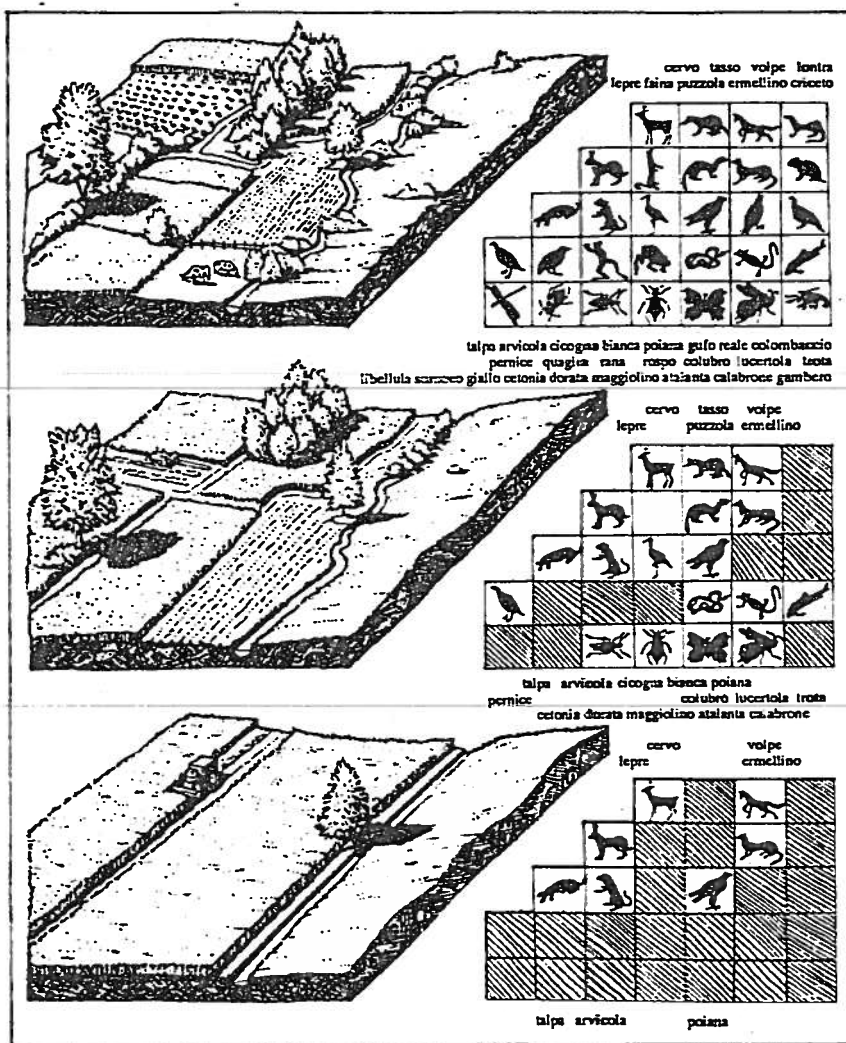 cervo tasso volpe lontra
lepre faina puzzola ermellino criceto
talpa arvicola cicogna bianca poiana gufo reale colombaccio
pernice quaglia rana rospo colubro lucertola trota
libellula giallo cetonia dorata maggiolino atalanta calabrone gambero
cervo tasso volpe
lepre puzzola ermellino
talpa arvicola cicogna bianca poiana
pernice colubro lucertola trota
cetonia dorata maggiolino atalanta calabrone
cervo volpe
lepre ermellino
talpa arvicola poiana